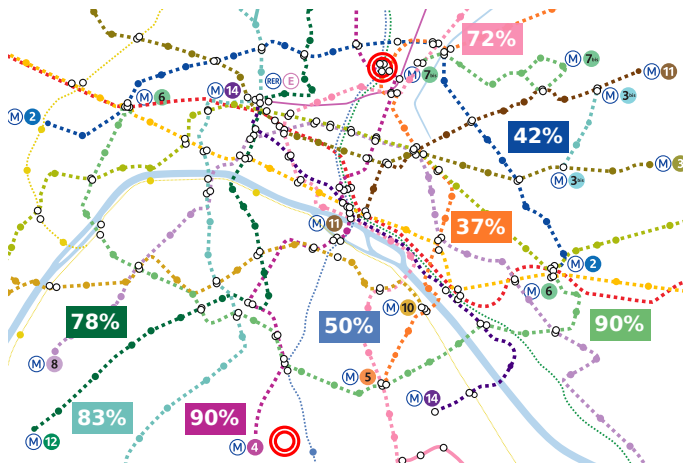 72%
M 7bis
M 11
RER E
M 7bis
M 14
M 6
M 3bis
M 2
42%
M 3
M 3bis
M 11
37%
M 2
M 6
M 10
78%
50%
90%
M 8
M 5
M 14
83%
90%
M 12
M 4